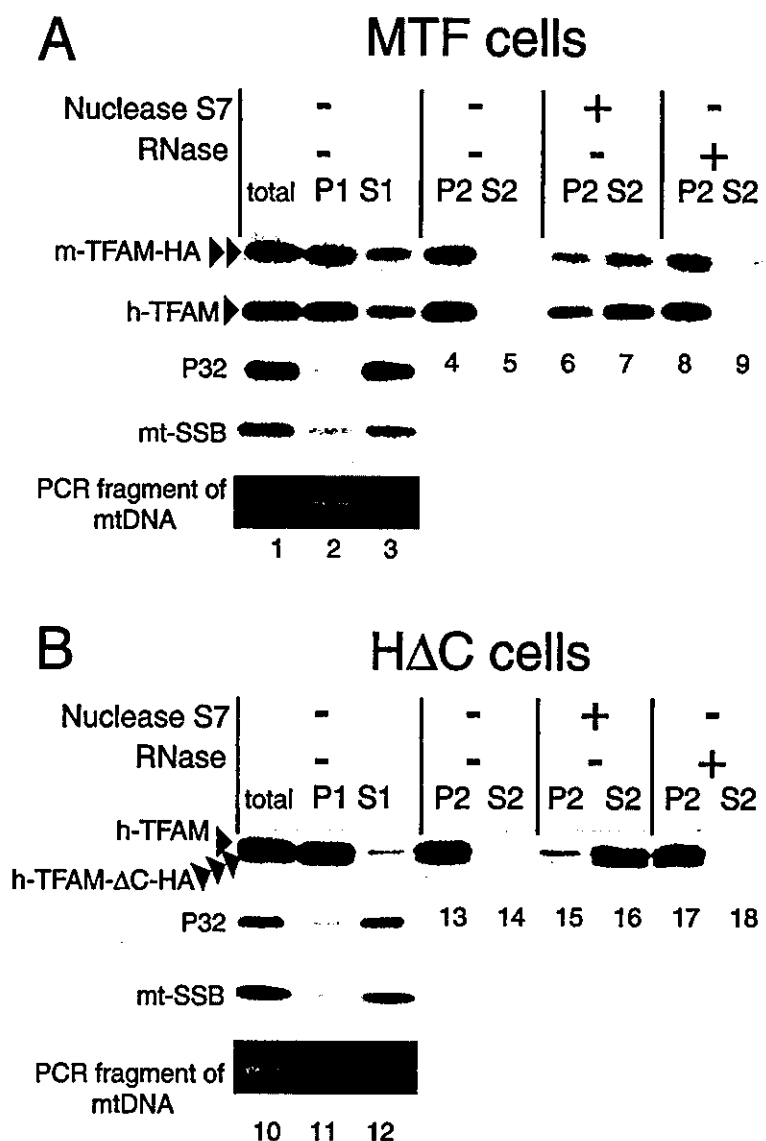 A MTF cells
Nuclease S7 - - + -
RNase - - - +
total P1 S1 P2 S2 P2 S2 P2 S2
m-TFAM-HA
h-TFAM
P32 4 5 6 7 8 9
mt-SSB
PCR fragment of
mtDNA
1 2 3
B HΔC cells
Nuclease S7 - - + -
RNase - - - +
total P1 S1 P2 S2 P2 S2 P2 S2
h-TFAM
h-TFAM-ΔC-HA
P32 13 14 15 16 17 18
mt-SSB
PCR fragment of
mtDNA
10 11 12